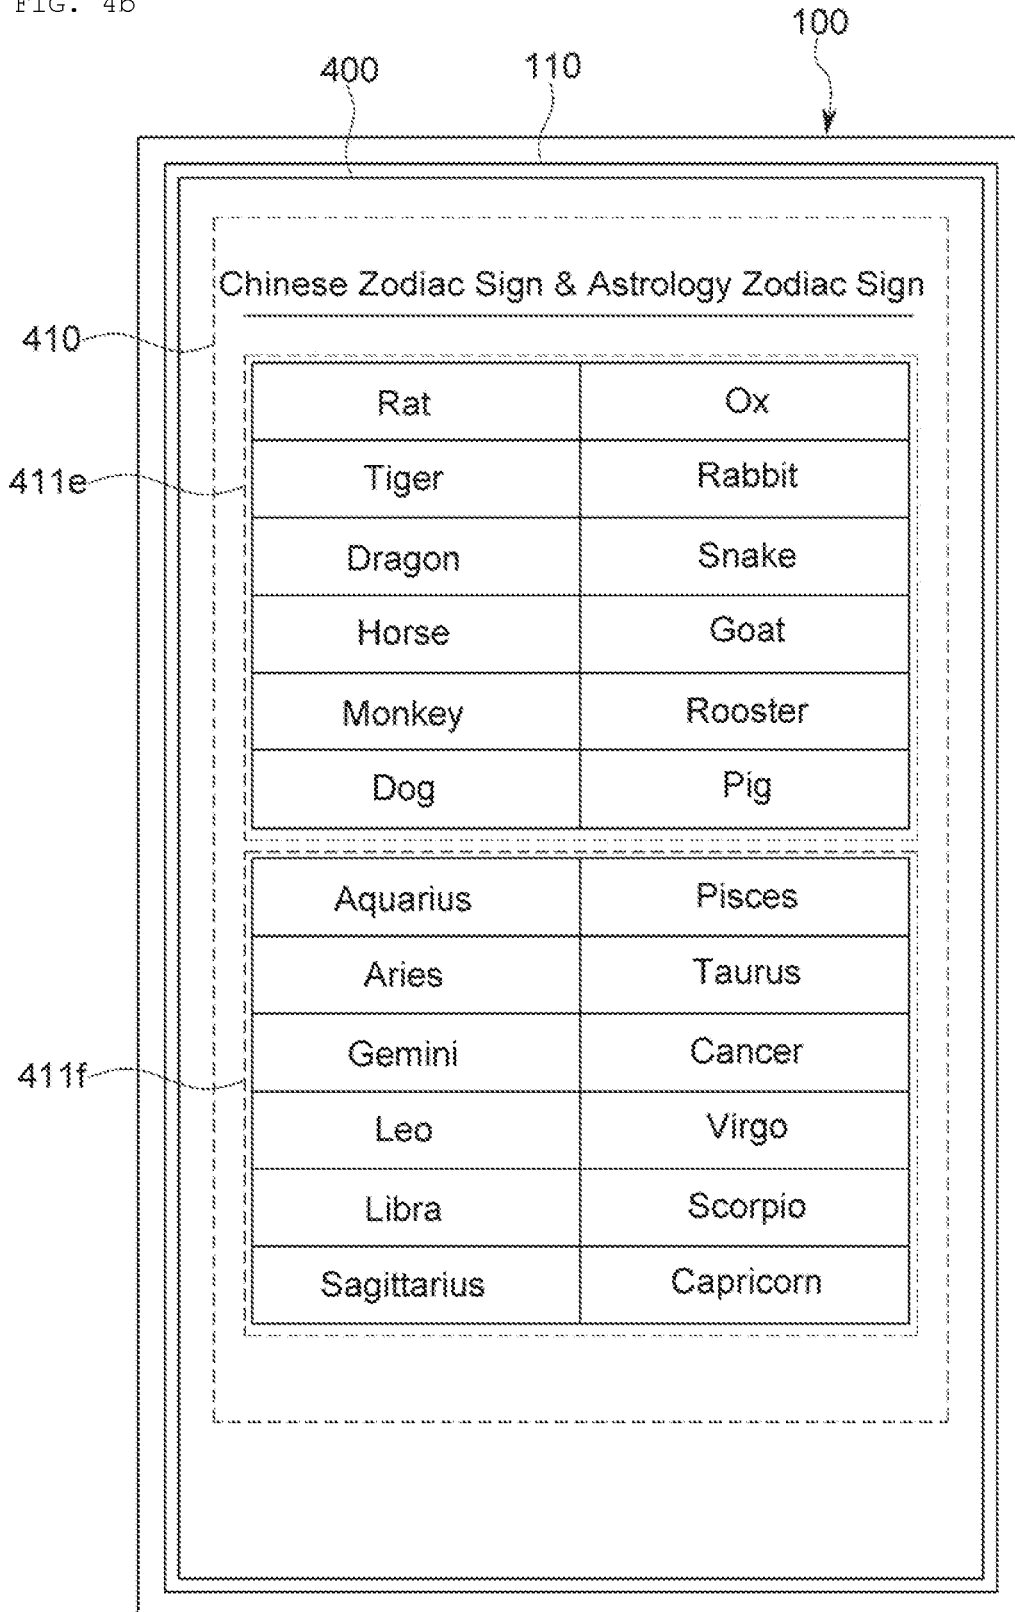 FIG. 4b
100
400 110
Chinese Zodiac Sign & Astrology Zodiac Sign
410
Rat Ox
411e
Tiger Rabbit
Dragon Snake
Horse Goat
Monkey Rooster
Dog Pig
Aquarius Pisces
Aries Taurus
Gemini Cancer
411f
Leo Virgo
Libra Scorpio
Sagittarius Capricorn